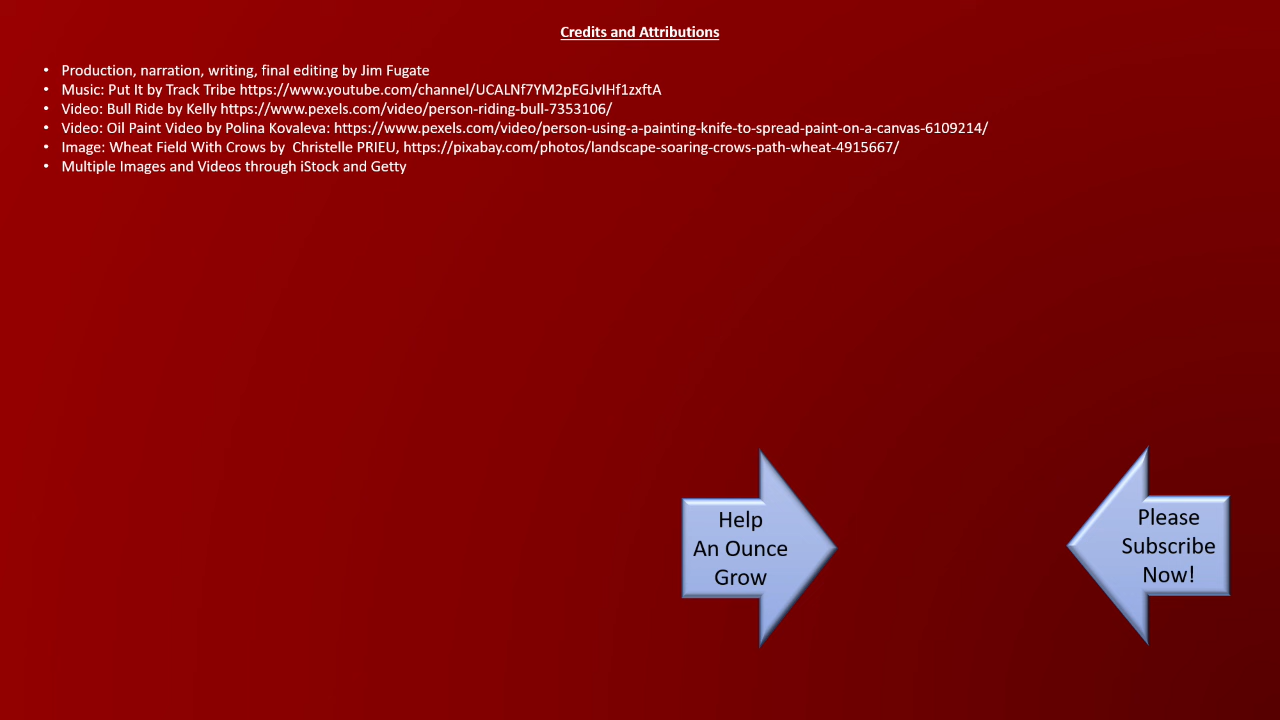 Credits and Attributions
• Production, narration, writing, final editing by Jim Fugate
• Music: Put It by Track Tribe https://www.youtube.com/channel/UCALNf7YM2pEGJvlHf1zxftA
• Video: Bull Ride by Kelly https://www.pexels.com/video/person-riding-bull-7353106/
• Video: Oil Paint Video by Polina Kovaleva: https://www.pexels.com/video/person-using-a-painting-knife-to-spread-paint-on-a-canvas-6109214/
• Image: Wheat Field With Crows by  Christelle PRIEU, https://pixabay.com/photos/landscape-soaring-crows-path-wheat-4915667/
• Multiple Images and Videos through iStock and Getty
Help
An Ounce
Grow
Please
Subscribe
Now!